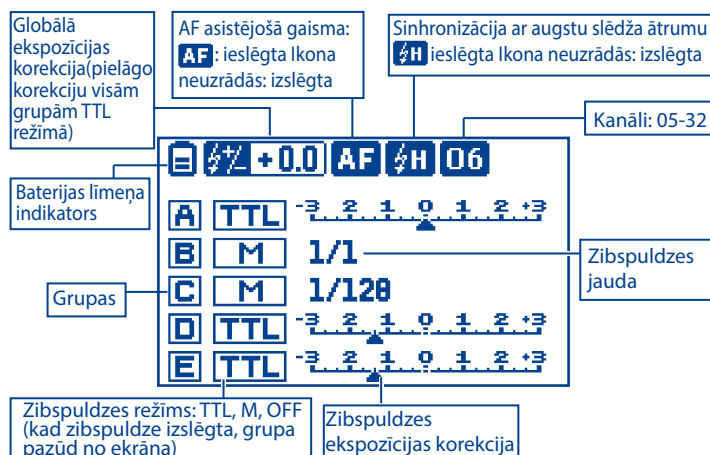 Globālā
ekspozīcijas
korekcija(pielāgo
korekciju visām
grupām TTL
režīmā)
AF asistējošā gaisma:
AF: ieslēgta Ikona
neuzrādās: izslēgta
Sinhronizācija ar augstu slēdža ātrumu
H ieslēgta Ikona neuzrādās: izslēgta
Kanāli: 05-32
+0.0 AF H 06
Baterijas līmeņa
indikators
A TTL -3 2 1 0 1 2 +3
B M 1/1
Zibspuldzes
jauda
Grupas
C M 1/128
D TTL -3 2 1 0 1 2 +3
E TTL -3 2 1 0 1 2 +3
Zibspuldzes režīms: TTL, M, OFF
(kad zibspuldze izslēgta, grupa
pazūd no ekrāna)
Zibspuldzes
ekspozīcijas korekcija